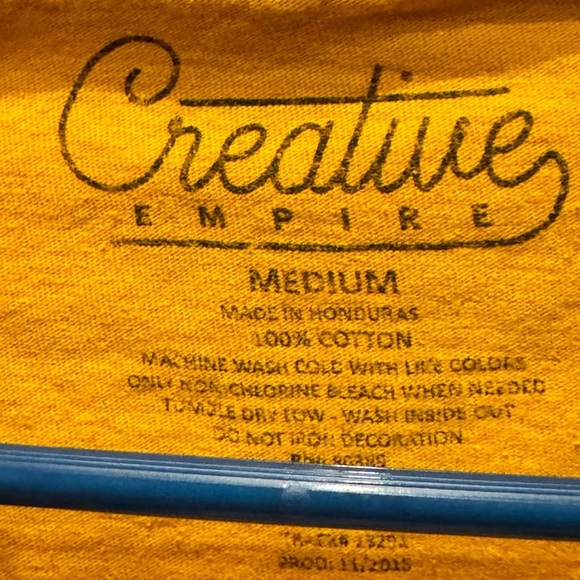 Creative
EMPIRE
MEDIUM
MADE IN HONDURAS
100% COTTON
MACHINE WASH COLD WITH LIKE COLORS
ONLY NON-CHLORINE BLEACH WHEN NEEDED
TUMBLE DRY LOW - WASH INSIDE OUT
DO NOT IRON DECORATION
PROD: 11/2015